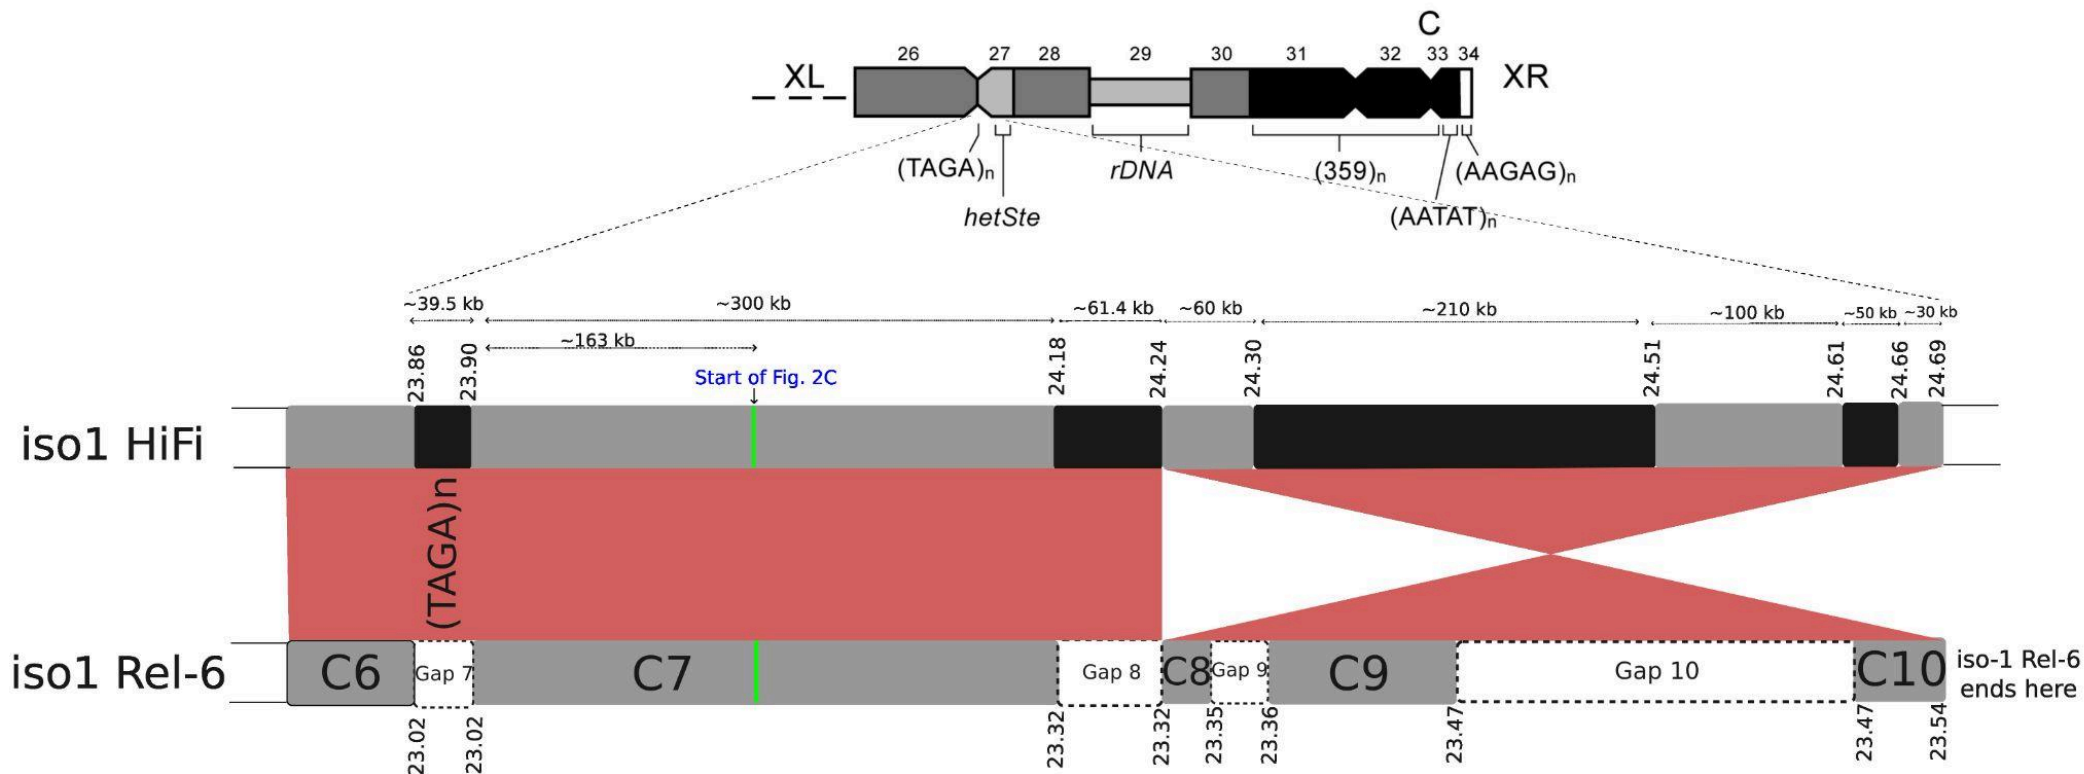 C
26 27 28 29 30 31 32 33 34
XL XR
(TAGA)n rDNA (359)n (AAGAG)n
hetSte (AATAT)n
~39.5 kb ~300 kb ~61.4 kb ~60 kb ~210 kb ~100 kb ~50 kb ~30 kb
~163 kb
Start of Fig. 2C
23.86 23.90 24.18 24.24 24.30 24.51 24.61 24.66 24.69
iso1 HiFi
(TAGA)n
iso1 Rel-6 C6 Gap 7 C7 Gap 8 C8 Gap 9 C9 Gap 10 C10 iso-1 Rel-6
ends here
23.02 23.02 23.32 23.32 23.35 23.36 23.47 23.47 23.54